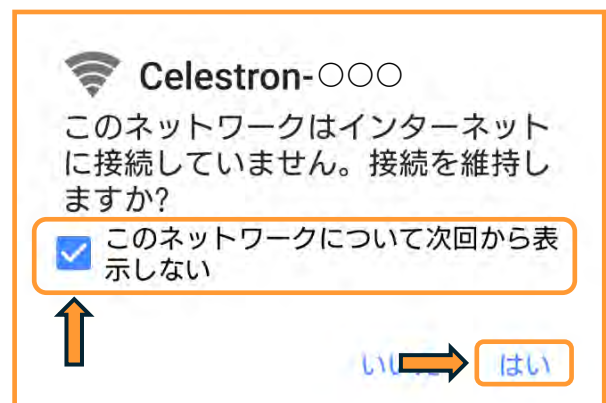 Celestron-○○○
このネットワークはインターネット
に接続していません。接続を維持し
ますか?
このネットワークについて次回から表
示しない
はい